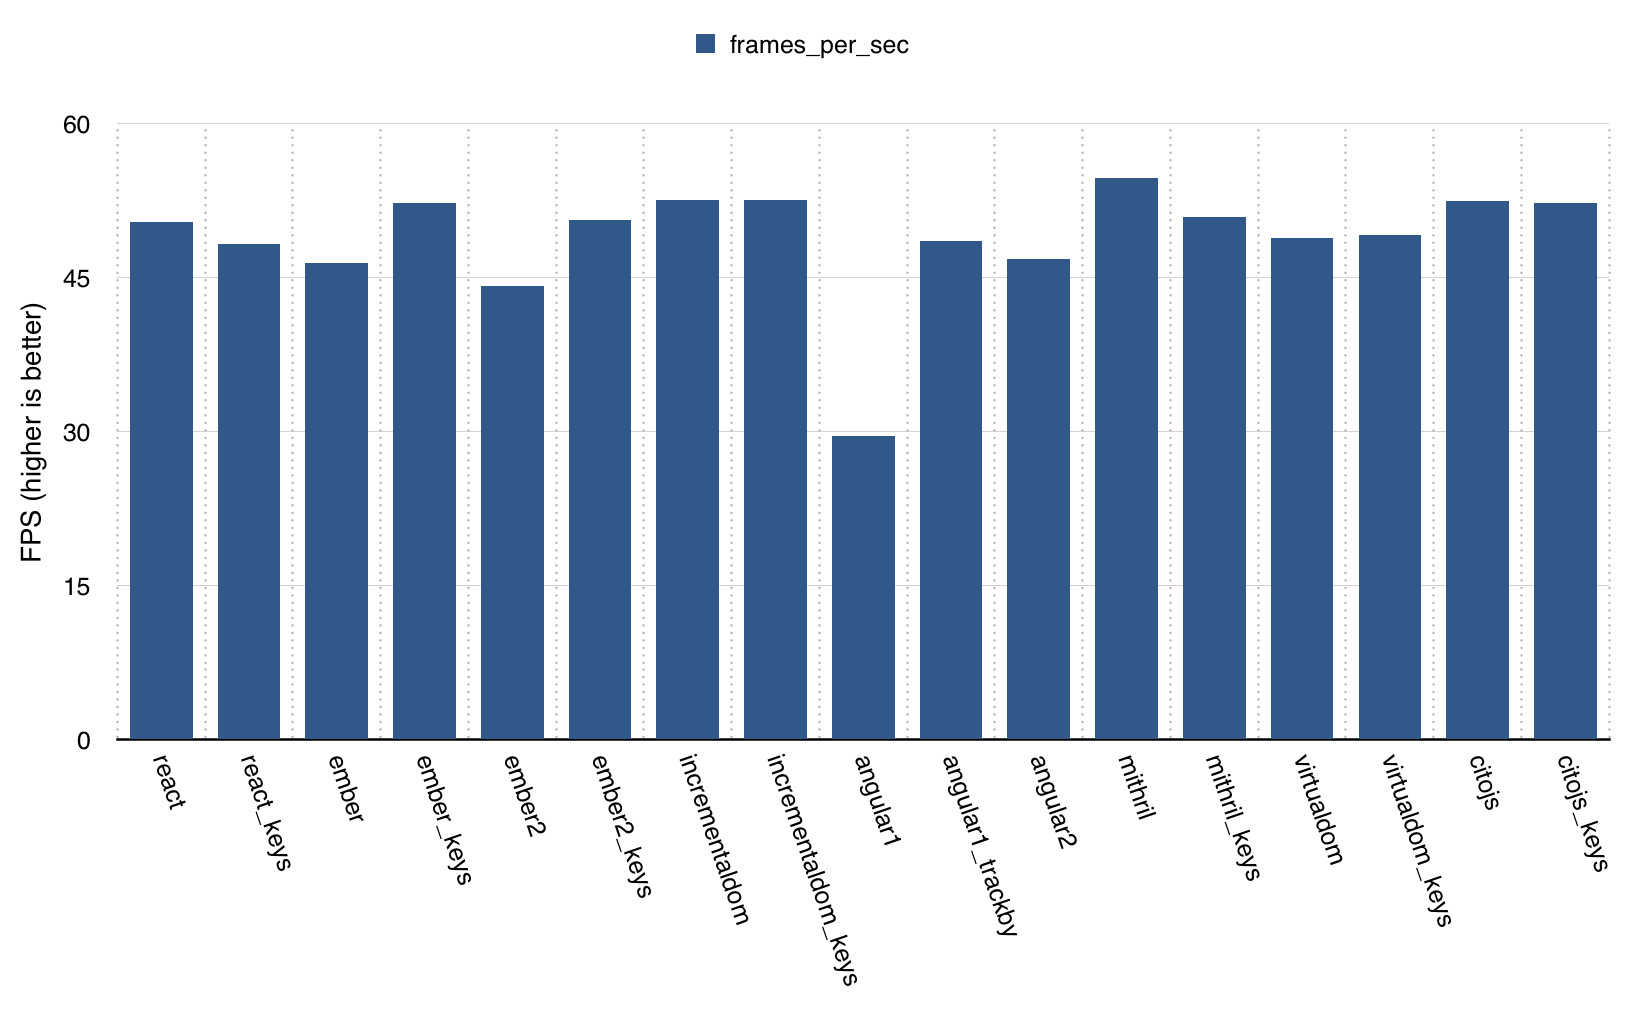 frames_per_sec
FPS (higher is better)
60
45
30
15
0
react
react_keys
ember
ember_keys
ember2
ember2_keys
incrementaldom
incrementaldom_keys
angular1
angular1_trackby
angular2
mithril
mithril_keys
virtualdom
virtualdom_keys
citojs
citojs_keys